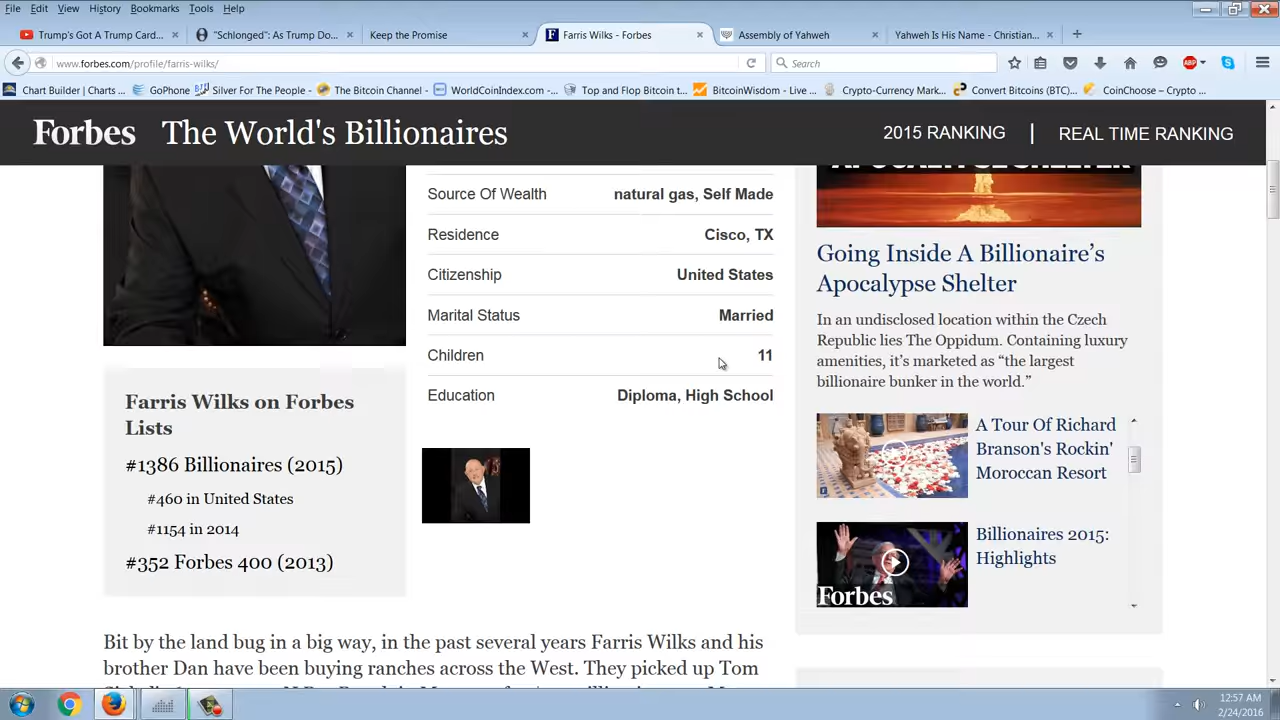 File Edit View History Bookmarks Tools Help
Trump's Got A Trump Card... × "Schlonged": As Trump Do... × Keep the Promise × Farris Wilks - Forbes × Assembly of Yahweh × Yahweh Is His Name - Christian... × +
www.forbes.com/profile/farris-wilks/ Search ABP
Chart Builder | Charts ... GoPhone Silver For The People - ... The Bitcoin Channel - ... WorldCoinIndex.com -... Top and Flop Bitcoin t... BitcoinWisdom - Live ... Crypto-Currency Mark... Convert Bitcoins (BTC)... CoinChoose – Crypto ...
Forbes The World's Billionaires 2015 RANKING | REAL TIME RANKING
Source Of Wealth natural gas, Self Made
Residence Cisco, TX
Citizenship United States
Marital Status Married
Children 11
Education Diploma, High School
Farris Wilks on Forbes
Lists
#1386 Billionaires (2015)
#460 in United States
#1154 in 2014
#352 Forbes 400 (2013)
Going Inside A Billionaire's
Apocalypse Shelter
In an undisclosed location within the Czech
Republic lies The Oppidum. Containing luxury
amenities, it's marketed as “the largest
billionaire bunker in the world.”
A Tour Of Richard
Branson's Rockin'
Moroccan Resort
Billionaires 2015:
Highlights
Forbes
Bit by the land bug in a big way, in the past several years Farris Wilks and his
brother Dan have been buying ranches across the West. They picked up Tom
12:57 AM
2/24/2016